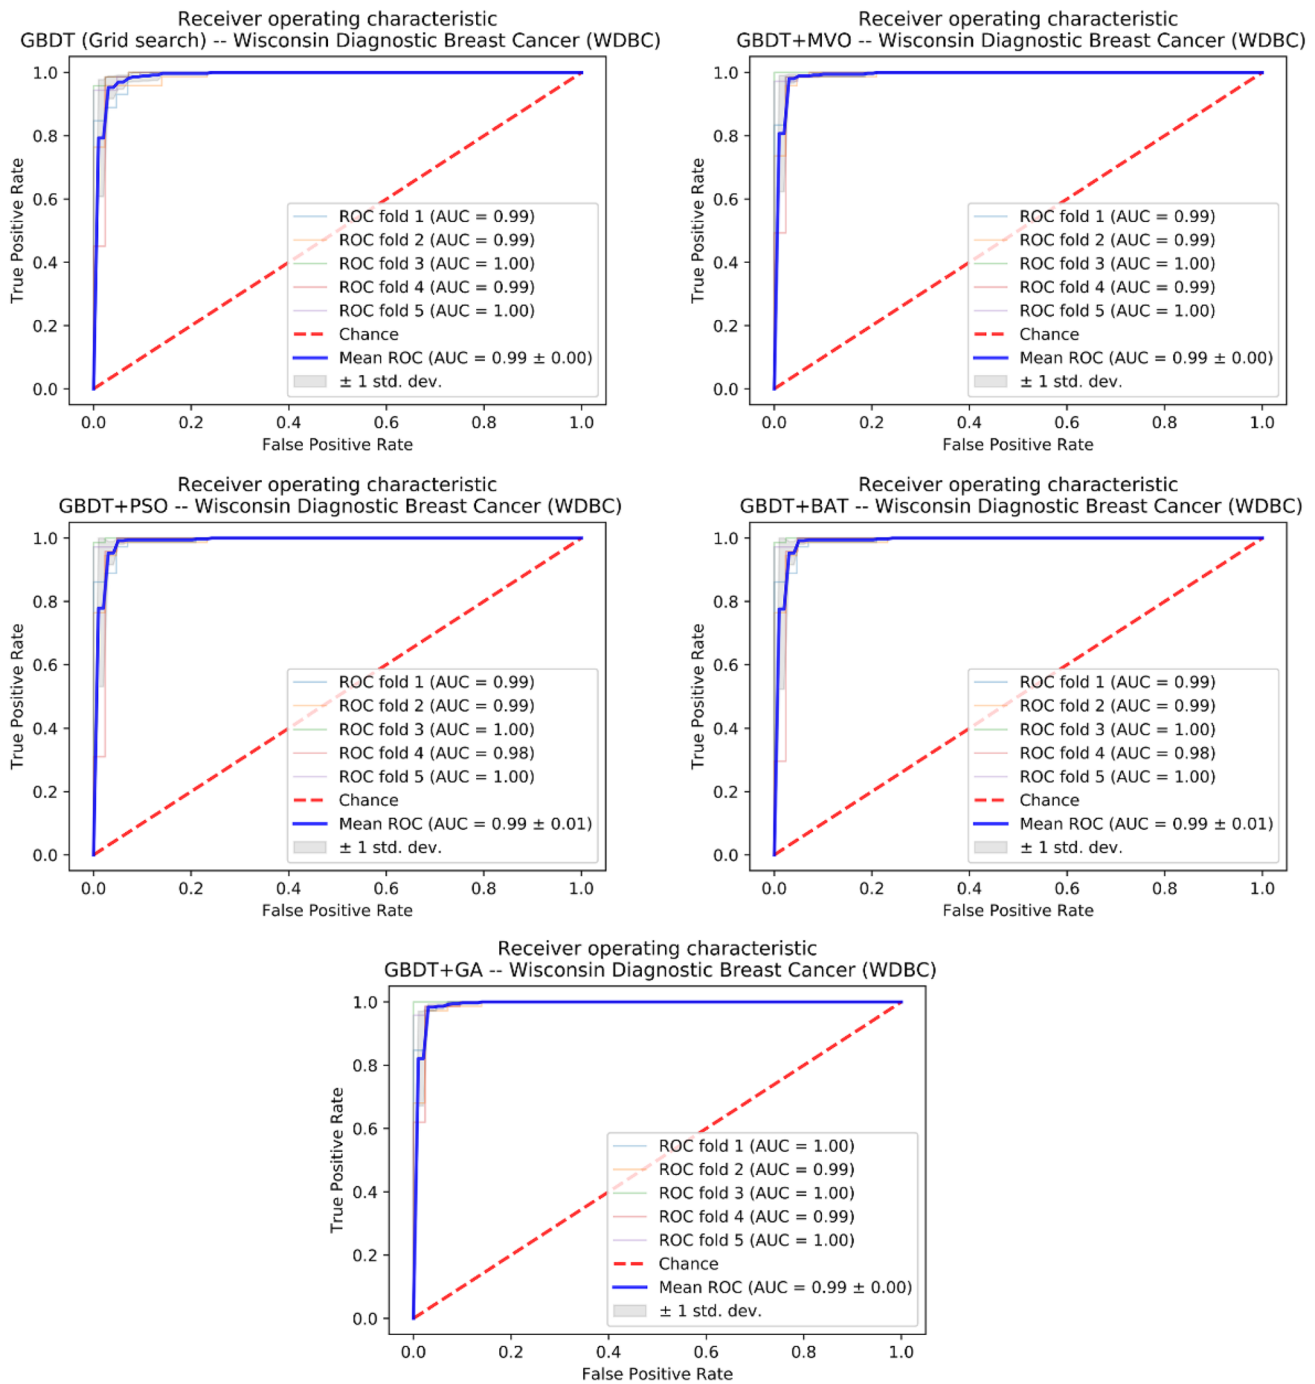 Receiver operating characteristic
GBDT (Grid search) -- Wisconsin Diagnostic Breast Cancer (WDBC)
1.0
0.8
0.6
0.4
0.2
0.0
True Positive Rate
ROC fold 1 (AUC = 0.99)
ROC fold 2 (AUC = 0.99)
ROC fold 3 (AUC = 1.00)
ROC fold 4 (AUC = 0.99)
ROC fold 5 (AUC = 1.00)
Chance
Mean ROC (AUC = 0.99 ± 0.00)
± 1 std. dev.
0.0 0.2 0.4 0.6 0.8 1.0
False Positive Rate
Receiver operating characteristic
GBDT+MVO -- Wisconsin Diagnostic Breast Cancer (WDBC)
1.0
0.8
0.6
0.4
0.2
0.0
True Positive Rate
ROC fold 1 (AUC = 0.99)
ROC fold 2 (AUC = 0.99)
ROC fold 3 (AUC = 1.00)
ROC fold 4 (AUC = 0.99)
ROC fold 5 (AUC = 1.00)
Chance
Mean ROC (AUC = 0.99 ± 0.00)
± 1 std. dev.
0.0 0.2 0.4 0.6 0.8 1.0
False Positive Rate
Receiver operating characteristic
GBDT+PSO -- Wisconsin Diagnostic Breast Cancer (WDBC)
1.0
0.8
0.6
0.4
0.2
0.0
True Positive Rate
ROC fold 1 (AUC = 0.99)
ROC fold 2 (AUC = 0.99)
ROC fold 3 (AUC = 1.00)
ROC fold 4 (AUC = 0.98)
ROC fold 5 (AUC = 1.00)
Chance
Mean ROC (AUC = 0.99 ± 0.01)
± 1 std. dev.
0.0 0.2 0.4 0.6 0.8 1.0
False Positive Rate
Receiver operating characteristic
GBDT+BAT -- Wisconsin Diagnostic Breast Cancer (WDBC)
1.0
0.8
0.6
0.4
0.2
0.0
True Positive Rate
ROC fold 1 (AUC = 0.99)
ROC fold 2 (AUC = 0.99)
ROC fold 3 (AUC = 1.00)
ROC fold 4 (AUC = 0.98)
ROC fold 5 (AUC = 1.00)
Chance
Mean ROC (AUC = 0.99 ± 0.01)
± 1 std. dev.
0.0 0.2 0.4 0.6 0.8 1.0
False Positive Rate
Receiver operating characteristic
GBDT+GA -- Wisconsin Diagnostic Breast Cancer (WDBC)
1.0
0.8
0.6
0.4
0.2
0.0
True Positive Rate
ROC fold 1 (AUC = 1.00)
ROC fold 2 (AUC = 0.99)
ROC fold 3 (AUC = 1.00)
ROC fold 4 (AUC = 0.99)
ROC fold 5 (AUC = 1.00)
Chance
Mean ROC (AUC = 0.99 ± 0.00)
± 1 std. dev.
0.0 0.2 0.4 0.6 0.8 1.0
False Positive Rate